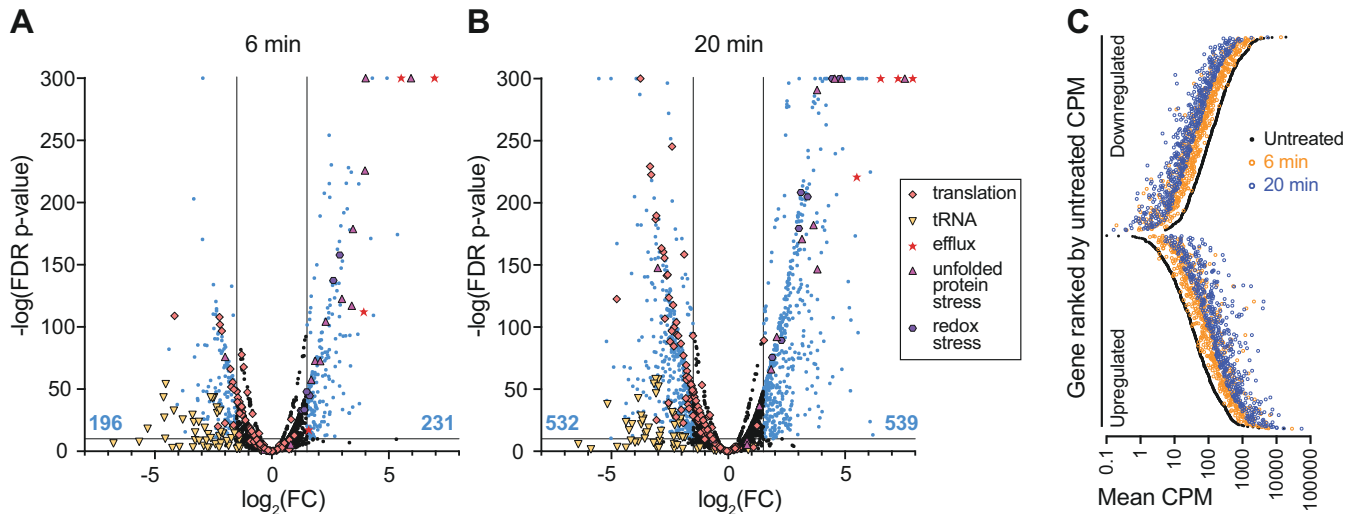 A
6 min
-log(FDR p-value)
300
250
200
150
100
50
0
196
231
-5
0
5
log2(FC)
B
20 min
-log(FDR p-value)
300
250
200
150
100
50
0
532
539
-5
0
5
log2(FC)
translation
tRNA
efflux
unfolded
protein
stress
redox
stress
C
Gene ranked by untreated CPM
Downregulated
Upregulated
Untreated
6 min
20 min
0.1
1
10
100
1000
10000
100000
Mean CPM